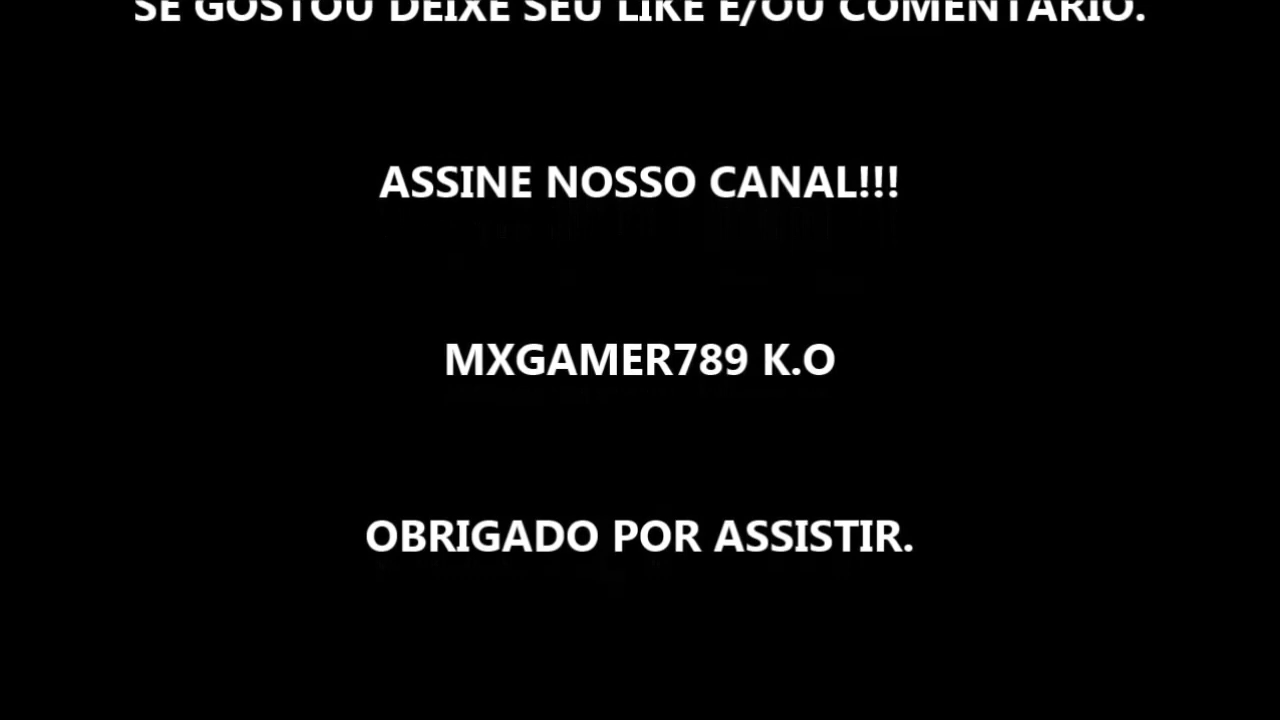 SE GOSTOU DEIXE SEU LIKE E/OU COMENTÁRIO.
ASSINE NOSSO CANAL!!!
MXGAMER789 K.O
OBRIGADO POR ASSISTIR.